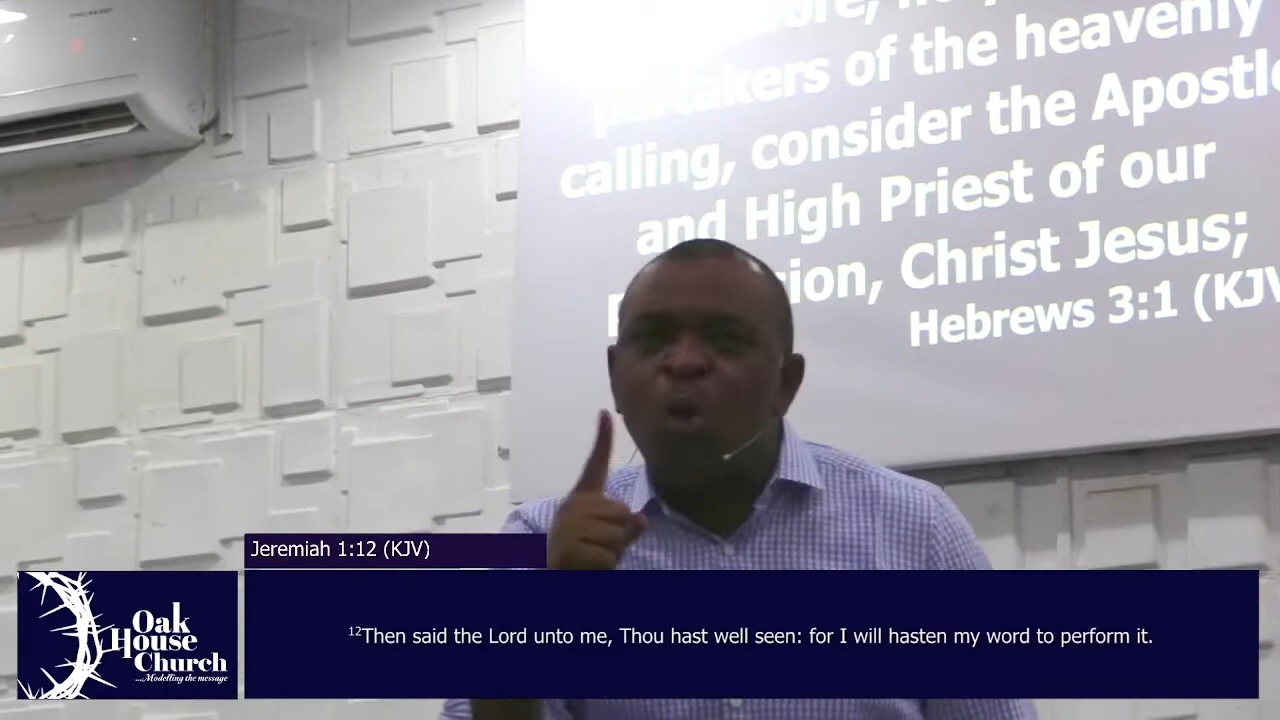 partakers of the heavenly
calling, consider the Apostle
and High Priest of our
Christ Jesus;
Hebrews 3:1 (KJV
Jeremiah 1:12 (KJV)
12Then said the Lord unto me, Thou hast well seen: for I will hasten my word to perform it.
Oak
House
Church
...Modelling the message